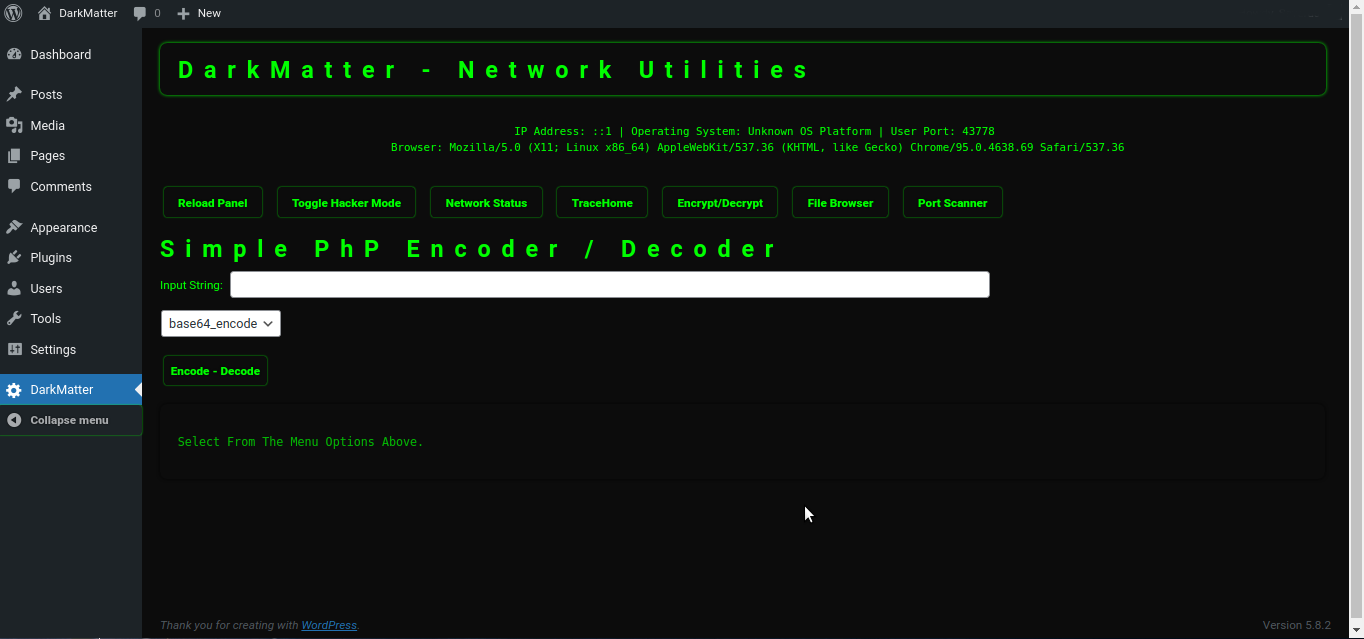 DarkMatter 0 New
Dashboard
Posts
Media
Pages
Comments
Appearance
Plugins
Users
Tools
Settings
DarkMatter
Collapse menu
DarkMatter - Network Utilities
IP Address: ::1 | Operating System: Unknown OS Platform | User Port: 43778
Browser: Mozilla/5.0 (X11; Linux x86_64) AppleWebKit/537.36 (KHTML, like Gecko) Chrome/95.0.4638.69 Safari/537.36
Reload Panel Toggle Hacker Mode Network Status TraceHome Encrypt/Decrypt File Browser Port Scanner
Simple PhP Encoder / Decoder
Input String:
base64_encode
Encode - Decode
Select From The Menu Options Above.
Thank you for creating with WordPress. Version 5.8.2